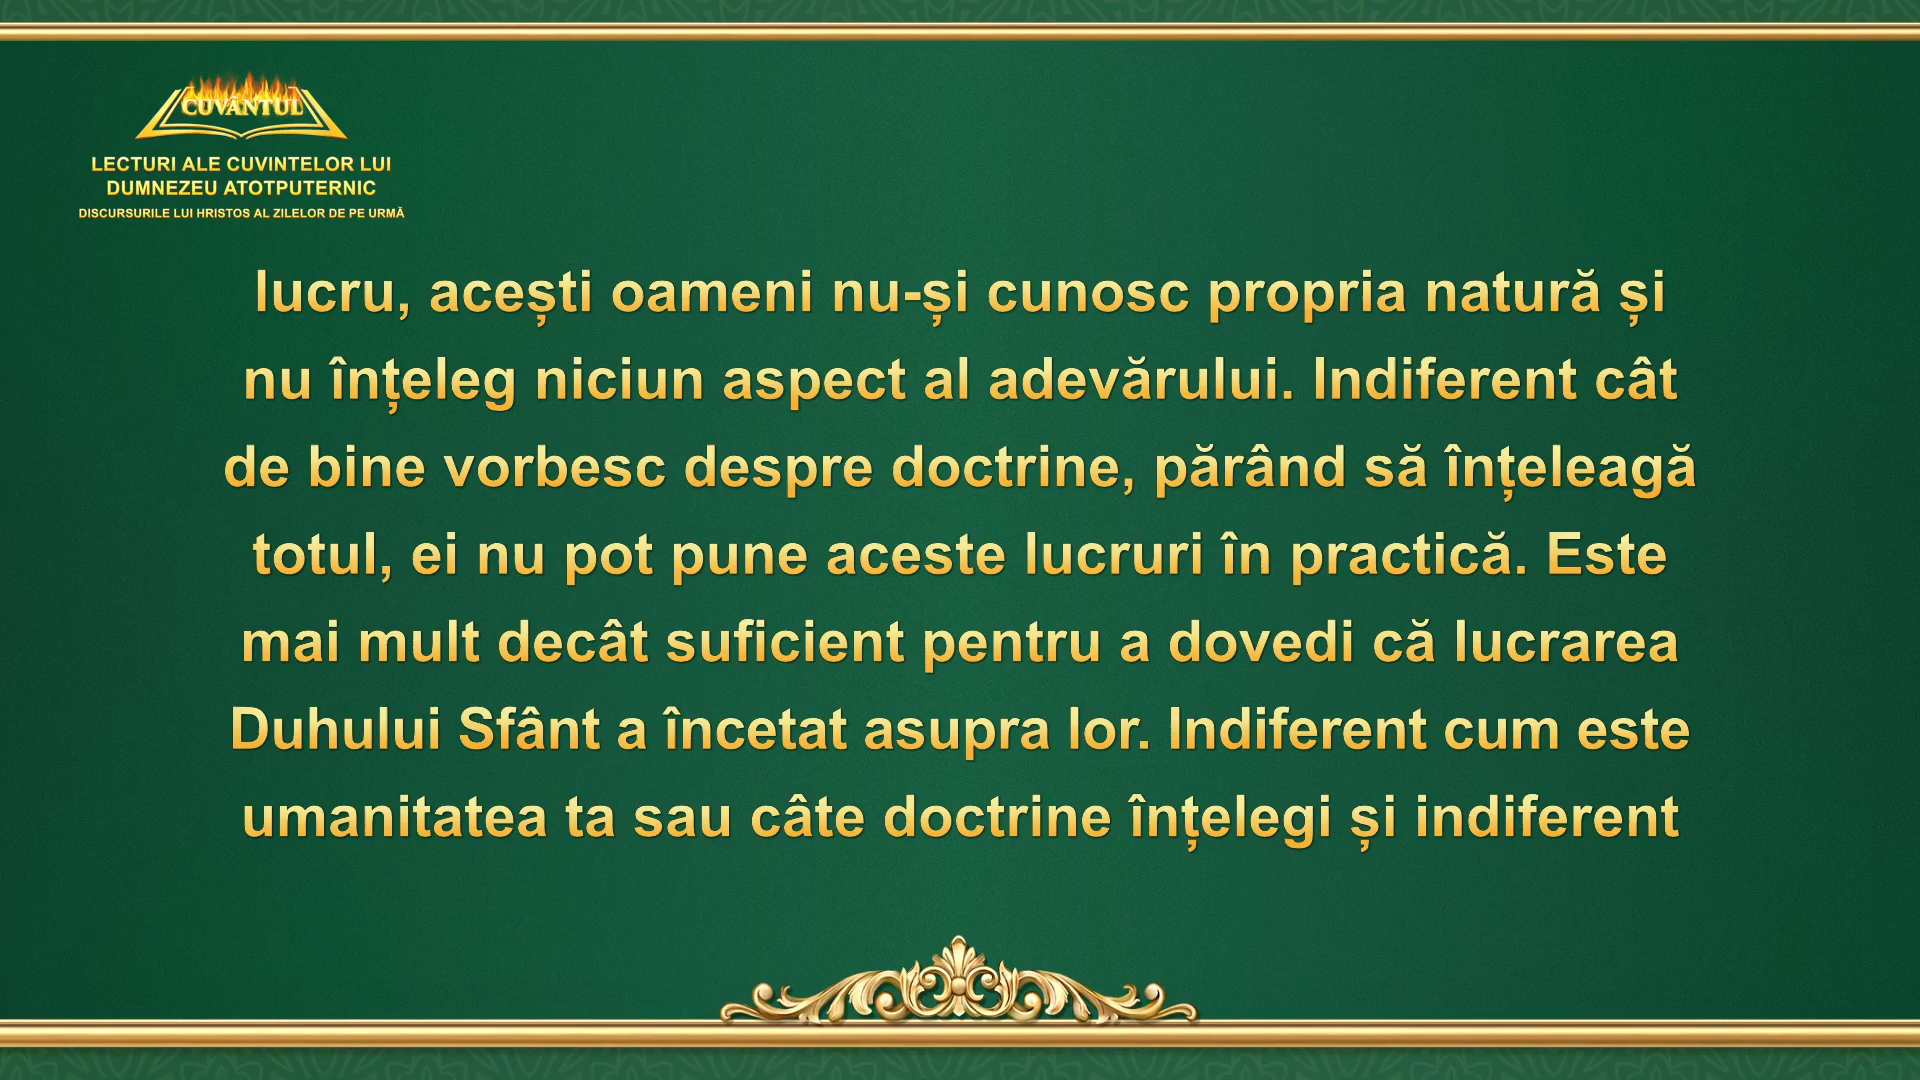 CUVÂNTUL
LECTURI ALE CUVINTELOR LUI
DUMNEZEU ATOTPUTERNIC
DISCURSURILE LUI HRISTOS AL ZILELOR DE PE URMĂ
lucru, acești oameni nu-și cunosc propria natură și
nu înțeleg niciun aspect al adevărului. Indiferent cât
de bine vorbesc despre doctrine, părând să înțeleagă
totul, ei nu pot pune aceste lucruri în practică. Este
mai mult decât suficient pentru a dovedi că lucrarea
Duhului Sfânt a încetat asupra lor. Indiferent cum este
umanitatea ta sau câte doctrine înțelegi și indiferent